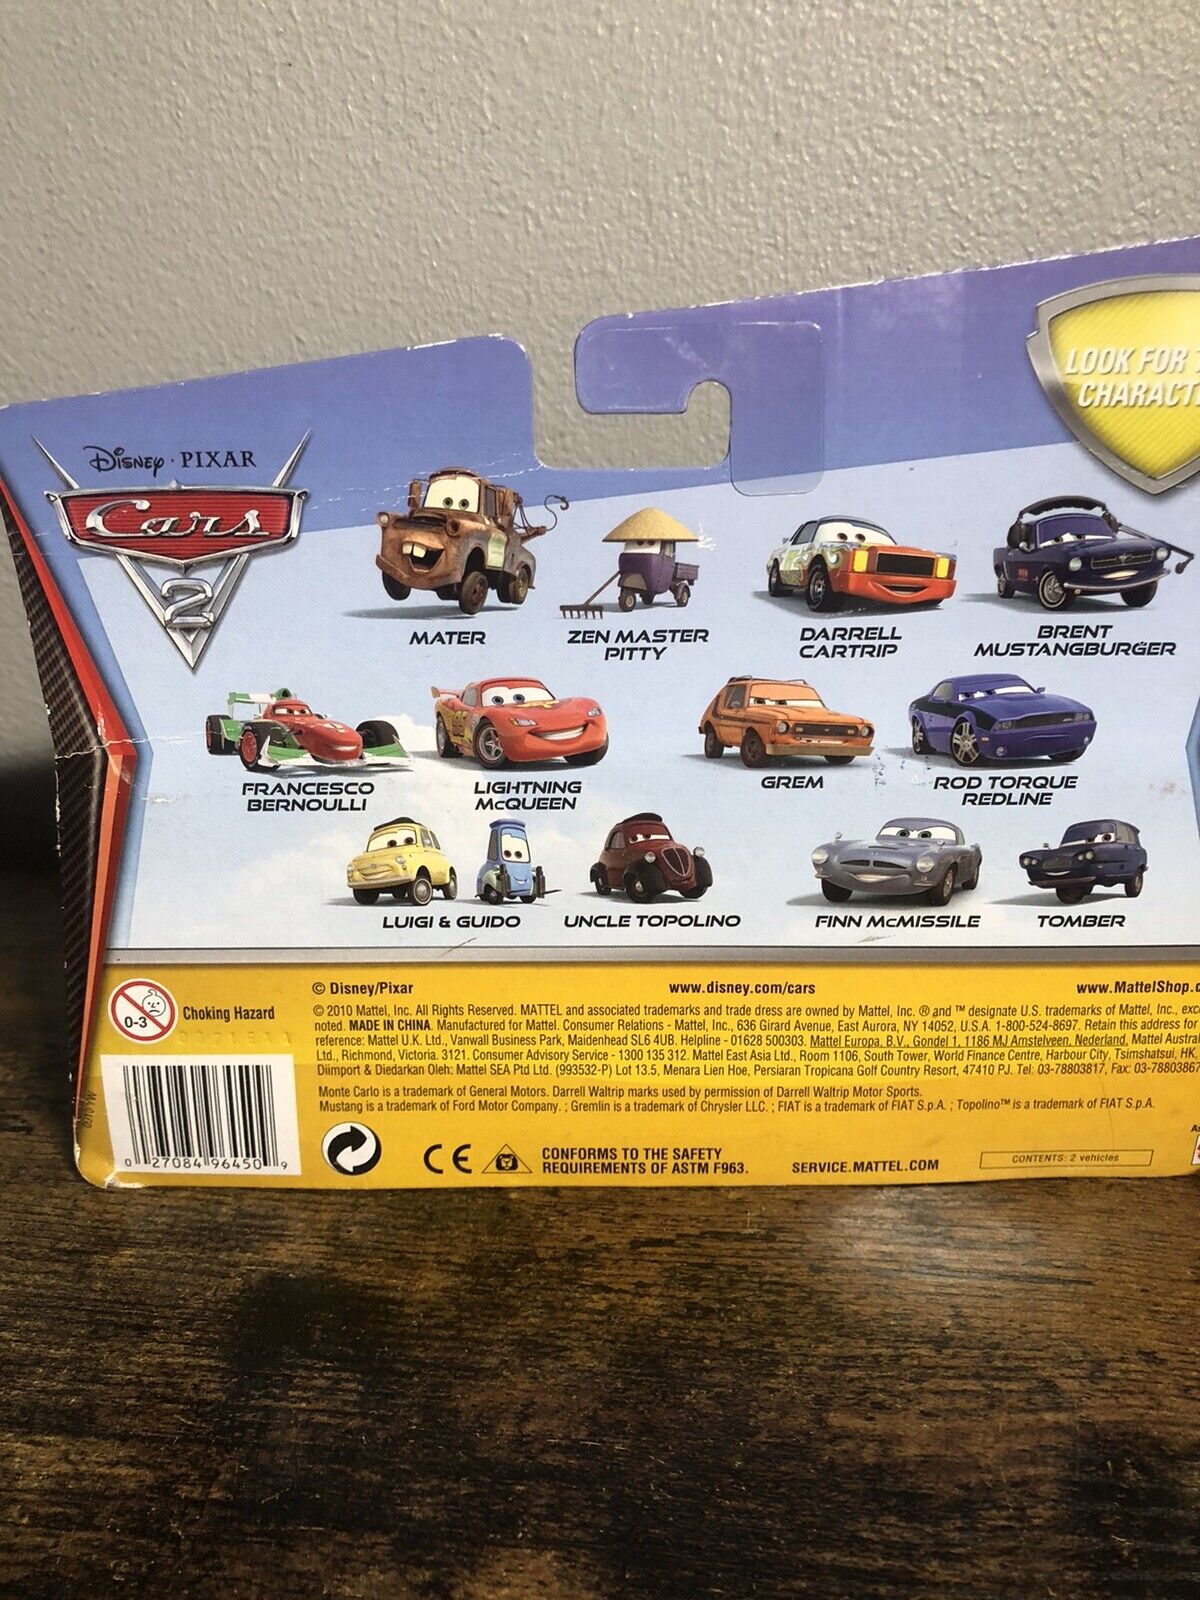 LOOK FOR
CHARACT
Disney · PIXAR
Cars
2
MATER
ZEN MASTER
PITTY
DARRELL
CARTRIP
BRENT
MUSTANGBURGER
FRANCESCO
BERNOULLI
LIGHTNING
McQUEEN
GREM
ROD TORQUE
REDLINE
LUIGI & GUIDO
UNCLE TOPOLINO
FINN McMISSILE
TOMBER
0-3
Choking Hazard
© Disney/Pixar
www.disney.com/cars
www.MattelShop.c
© 2010 Mattel, Inc. All Rights Reserved. MATTEL and associated trademarks and trade dress are owned by Mattel, Inc. ® and ™ designate U.S. trademarks of Mattel, Inc., exc
noted. MADE IN CHINA. Manufactured for Mattel. Consumer Relations - Mattel, Inc., 636 Girard Avenue, East Aurora, NY 14052, U.S.A. 1-800-524-8697. Retain this address for
reference: Mattel U.K. Ltd., Vanwall Business Park, Maidenhead SL6 4UB. Helpline - 01628 500303. Mattel Europa, B.V., Gondel 1, 1186 MJ Amstelveen, Nederland. Mattel Austral
Ltd., Richmond, Victoria. 3121. Consumer Advisory Service - 1300 135 312. Mattel East Asia Ltd., Room 1106, South Tower, World Finance Centre, Harbour City, Tsimshatsui, HK.
Diimport & Diedarkan Oleh: Mattel SEA Ptd Ltd. (993532-P) Lot 13.5, Menara Lien Hoe, Persiaran Tropicana Golf Country Resort, 47410 PJ. Tel: 03-78803817, Fax: 03-78803867
Monte Carlo is a trademark of General Motors. Darrell Waltrip marks used by permission of Darrell Waltrip Motor Sports.
Mustang is a trademark of Ford Motor Company. ; Gremlin is a trademark of Chrysler LLC. ; FIAT is a trademark of FIAT S.p.A. ; Topolino™ is a trademark of FIAT S.p.A.
0 27084 96450 9
CE
CONFORMS TO THE SAFETY
REQUIREMENTS OF ASTM F963.
SERVICE.MATTEL.COM
CONTENTS: 2 vehicles